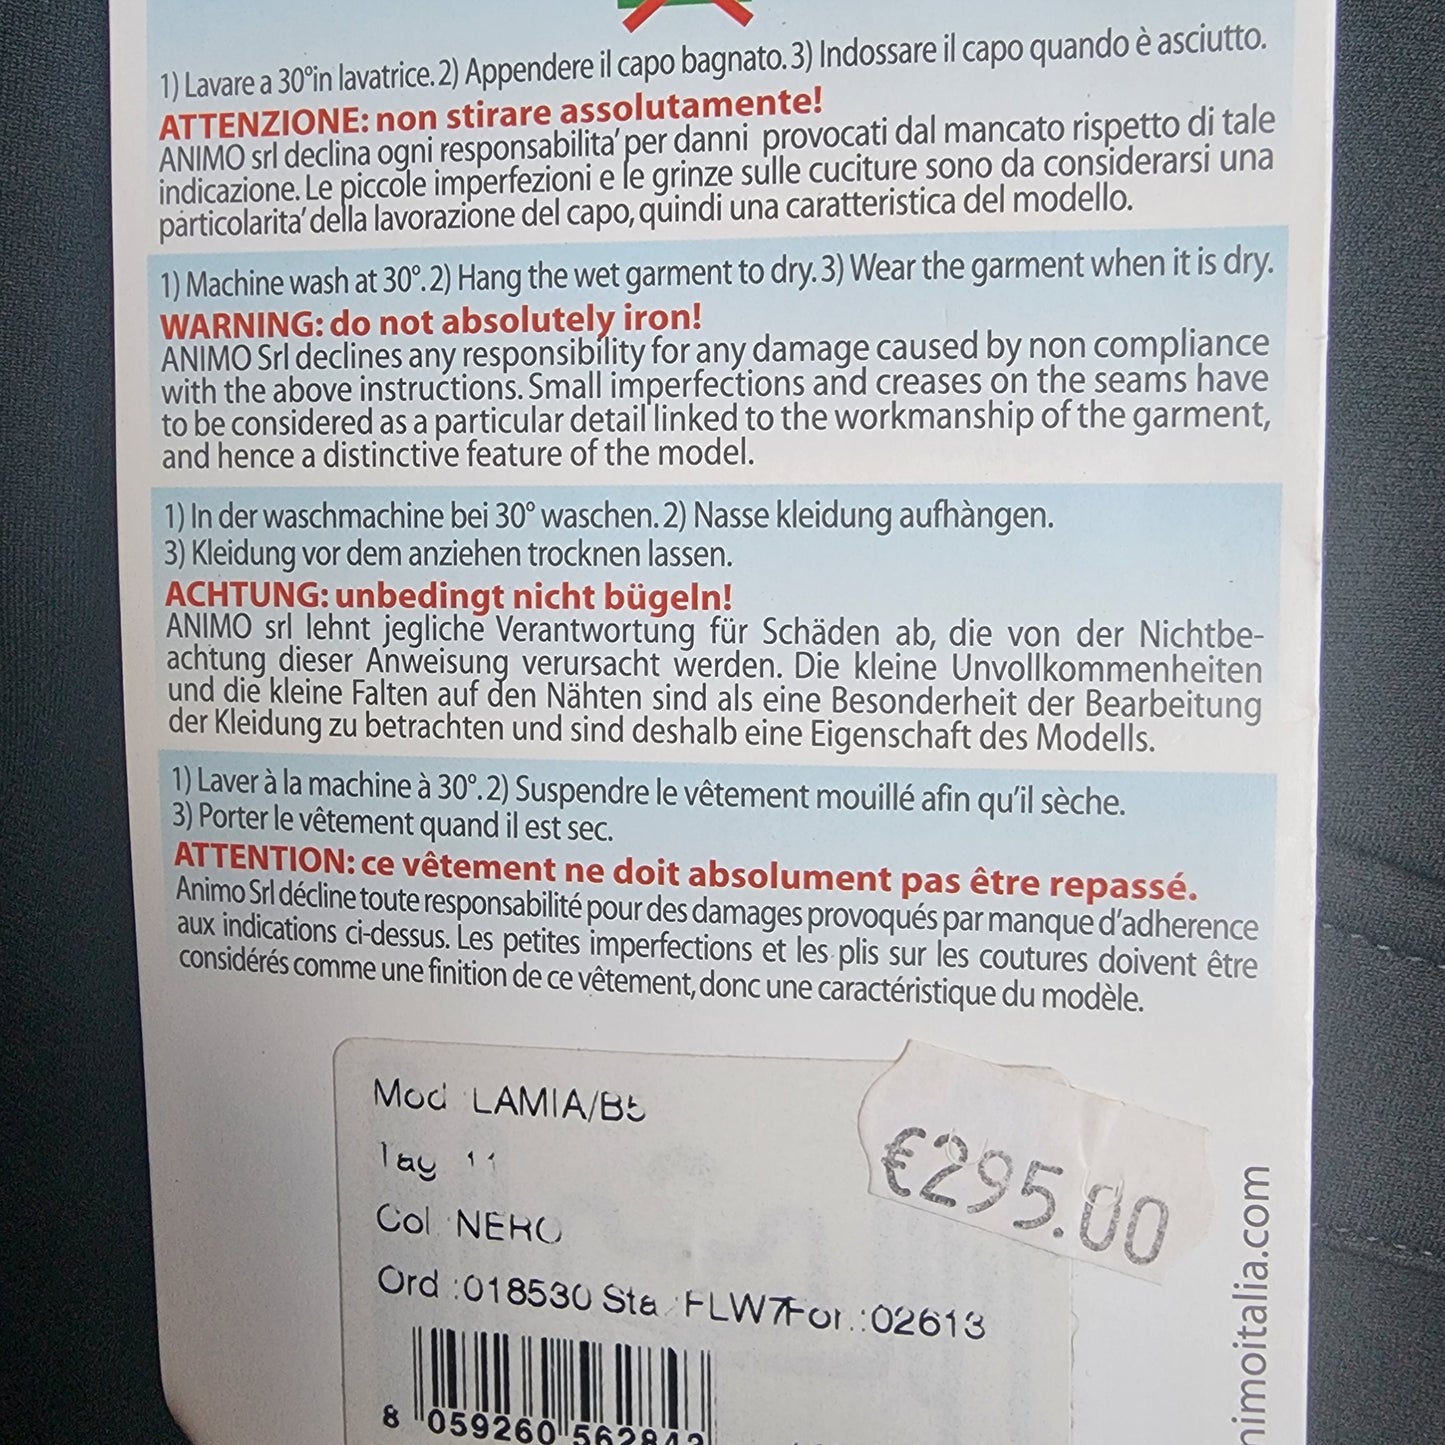 1) Lavare a 30°in lavatrice. 2) Appendere il capo bagnato. 3) Indossare il capo quando è asciutto.
ATTENZIONE: non stirare assolutamente!
ANIMO srl declina ogni responsabilita' per danni provocati dal mancato rispetto di tale
indicazione. Le piccole imperfezioni e le grinze sulle cuciture sono da considerarsi una
particolarita' della lavorazione del capo, quindi una caratteristica del modello.
1) Machine wash at 30°. 2) Hang the wet garment to dry. 3) Wear the garment when it is dry.
WARNING: do not absolutely iron!
ANIMO Srl declines any responsibility for any damage caused by non compliance
with the above instructions. Small imperfections and creases on the seams have
to be considered as a particular detail linked to the workmanship of the garment,
and hence a distinctive feature of the model.
1) In der waschmachine bei 30° waschen. 2) Nasse kleidung aufhàngen.
3) Kleidung vor dem anziehen trocknen lassen.
ACHTUNG: unbedingt nicht bügeln!
ANIMO srl lehnt jegliche Verantwortung für Schäden ab, die von der Nichtbe-
achtung dieser Anweisung verursacht werden. Die kleine Unvollkommenheiten
und die kleine Falten auf den Nähten sind als eine Besonderheit der Bearbeitung
der Kleidung zu betrachten und sind deshalb eine Eigenschaft des Modells.
1) Laver à la machine à 30°. 2) Suspendre le vêtement mouillé afin qu'il sèche.
3) Porter le vêtement quand il est sec.
ATTENTION: ce vêtement ne doit absolument pas être repassé.
Animo Srl décline toute responsabilité pour des damages provoqués par manque d'adherence
aux indications ci-dessus. Les petites imperfections et les plis sur les coutures doivent être
considérés comme une finition de ce vêtement, donc une caractéristique du modèle.
Mod LAMIA/B5
Tag 11
Col NERO
Ord :018530 Sta FLW7For.:02613
€295.00
8 059260 562842
nimoitalia.com